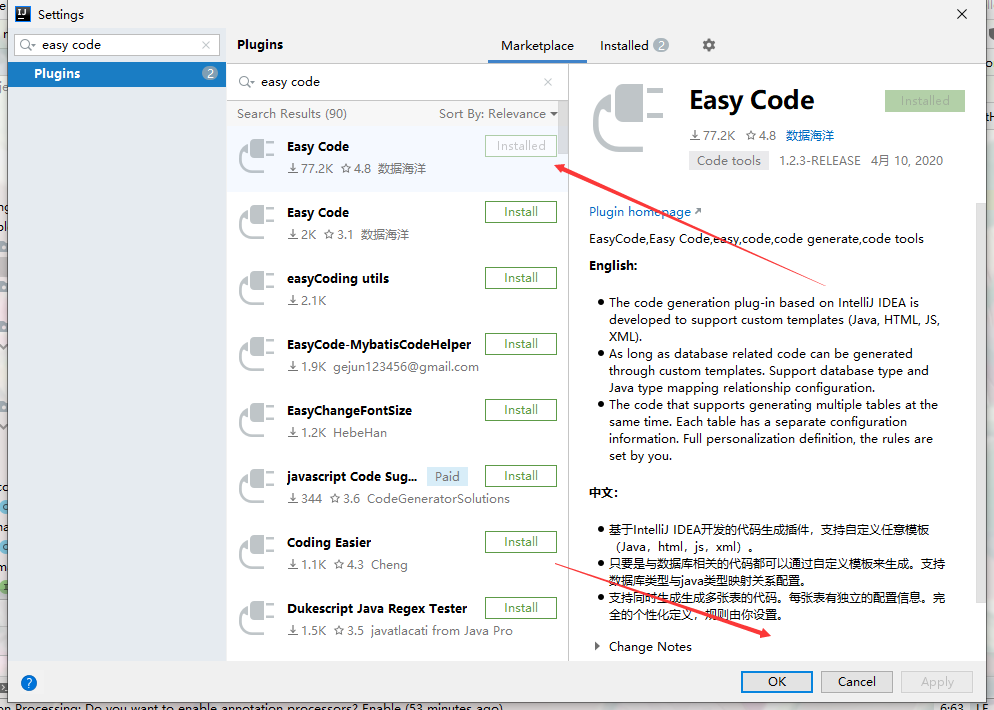 Settings
easy code
Plugins
2
Plugins
Marketplace
Installed 2
easy code
Search Results (90)
Sort By: Relevance
Easy Code
Installed
77.2K 4.8 数据海洋
Easy Code
Install
2K 3.1 数据海洋
easyCoding utils
Install
2.1K
EasyCode-MybatisCodeHelper
Install
1.9K gejun123456@gmail.com
EasyChangeFontSize
Install
1.2K HebeHan
javascript Code Sug...
Paid
Install
344 3.6 CodeGeneratorSolutions
Coding Easier
Install
1.1K 4.3 Cheng
Dukescript Java Regex Tester
Install
1.5K 3.5 javatlacati from Java Pro
Easy Code
Installed
77.2K 4.8 数据海洋
Code tools 1.2.3-RELEASE 4月 10, 2020
Plugin homepage
EasyCode,Easy Code,easy,code,code generate,code tools
English:
The code generation plug-in based on IntelliJ IDEA is
developed to support custom templates (Java, HTML, JS,
XML).
As long as database related code can be generated
through custom templates. Support database type and
Java type mapping relationship configuration.
The code that supports generating multiple tables at the
same time. Each table has a separate configuration
information. Full personalization definition, the rules are
set by you.
中文:
基于IntelliJ IDEA开发的代码生成插件，支持自定义任意模板
（Java，html，js，xml）。
只要是与数据库相关的代码都可以通过自定义模板来生成。支持
数据库类型与java类型映射关系配置。
支持同时生成生成多张表的代码。每张表有独立的配置信息。完
全的个性化定义，规则由你设置。
Change Notes
?
OK
Cancel
Apply
on Processing: Do you want to enable annotation processors? Enable (53 minutes ago)
6:63 LF